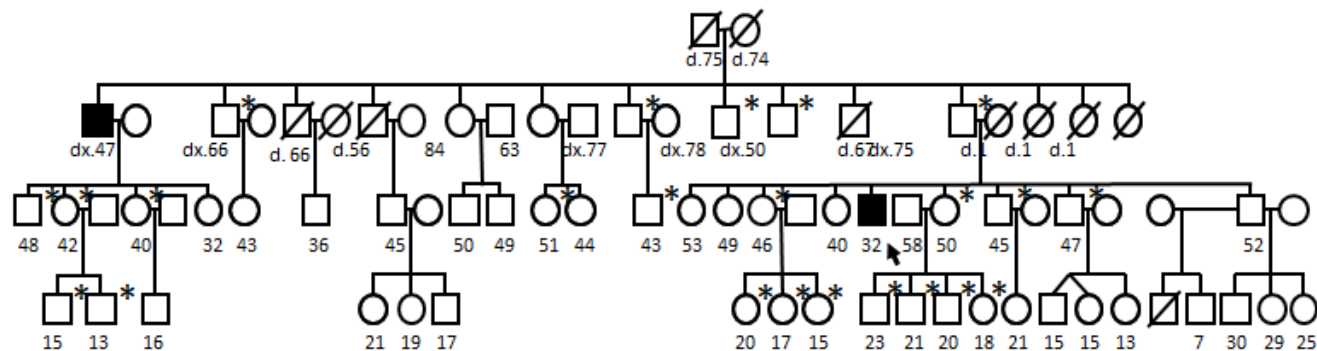 d.75 d.74
* * * * *
dx.47 dx.66 d. 66 d.56 84 63 dx.77 dx.78 dx.50 d.67 dx.75 d.1 d.1 d.1
* * * * * * * * * *
48 42 40 32 43 36 45 50 49 51 44 43 53 49 46 40 32 58 50 45 47 52
* * * * * * * *
15 13 16 21 19 17 20 17 15 23 21 20 18 21 15 15 13 7 30 29 25